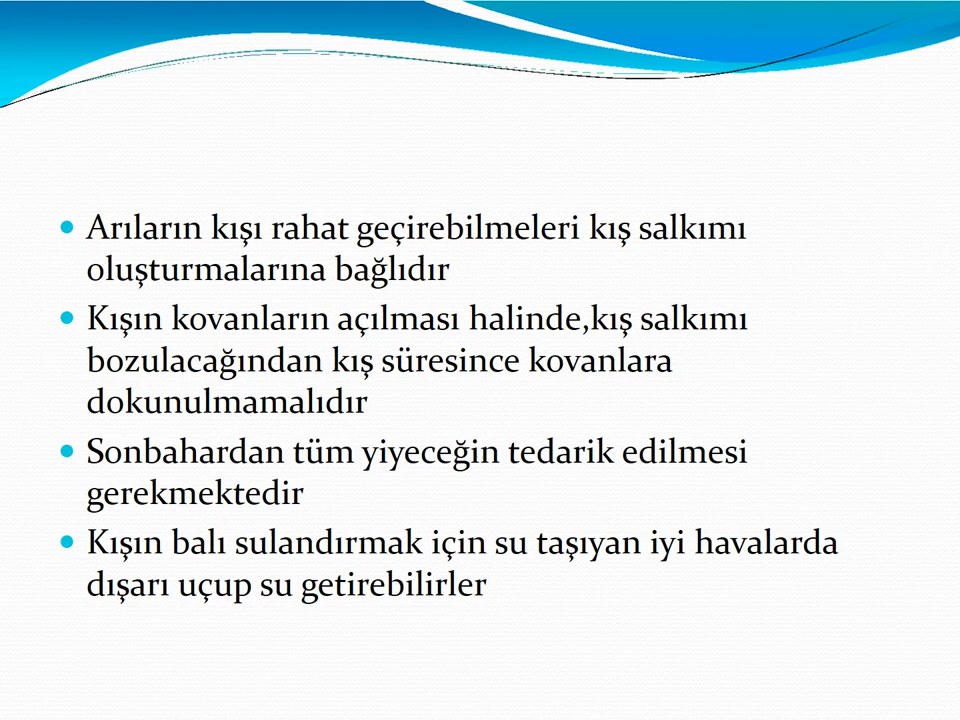 • Arıların kışı rahat geçirebilmeleri kış salkımı
oluşturmalarına bağlıdır
• Kışın kovanların açılması halinde,kış salkımı
bozulacağından kış süresince kovanlara
dokunulmamalıdır
• Sonbahardan tüm yiyeceğin tedarik edilmesi
gerekmektedir
• Kışın balı sulandırmak için su taşıyan iyi havalarda
dışarı uçup su getirebilirler